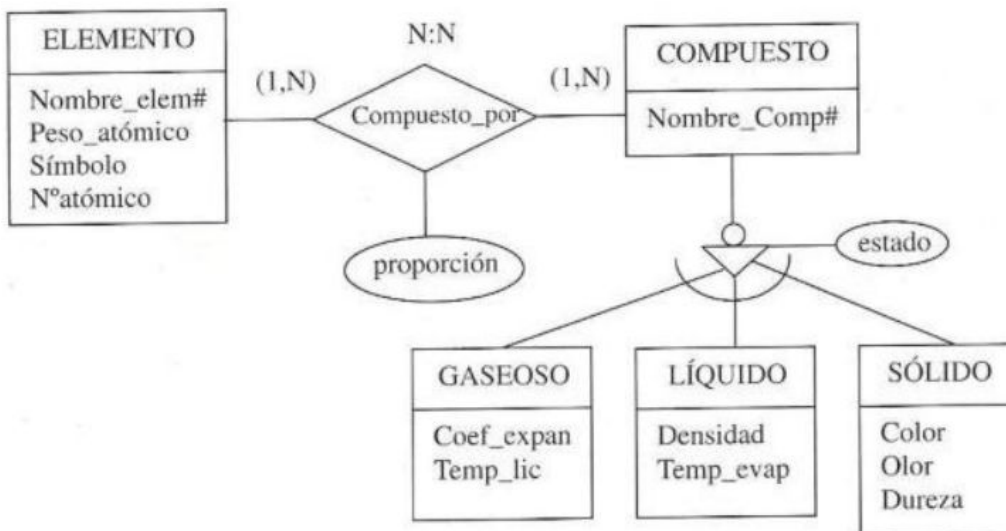 ELEMENTO
Nombre_elem#
Peso_atómico
Símbolo
Nºatómico
(1,N)
N:N
Compuesto_por
(1,N)
proporción
COMPUESTO
Nombre_Comp#
estado
GASEOSO
Coef_expan
Temp_lic
LÍQUIDO
Densidad
Temp_evap
SÓLIDO
Color
Olor
Dureza